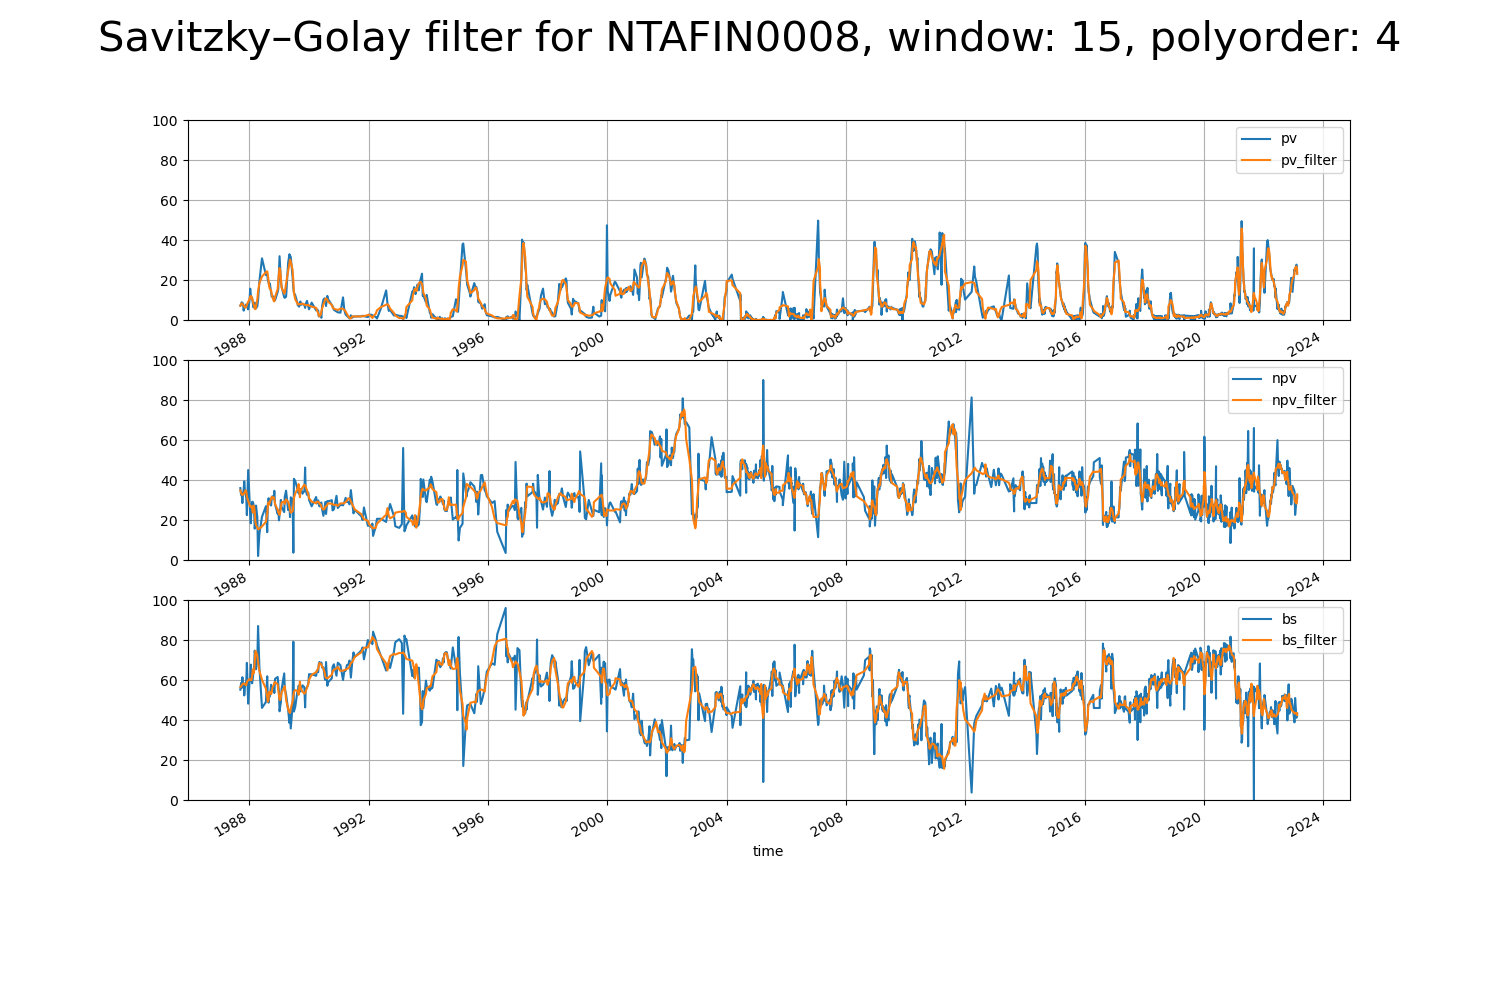 Savitzky–Golay filter for NTAFIN0008, window: 15, polyorder: 4
100
80
60
40
20
0
pv
pv_filter
1988 1992 1996 2000 2004 2008 2012 2016 2020 2024
100
80
60
40
20
0
npv
npv_filter
1988 1992 1996 2000 2004 2008 2012 2016 2020 2024
100
80
60
40
20
0
bs
bs_filter
1988 1992 1996 2000 2004 2008 2012 2016 2020 2024
time